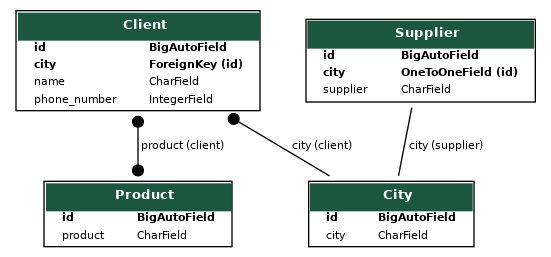 Client
id BigAutoField
city ForeignKey (id)
name CharField
phone_number IntegerField
Supplier
id BigAutoField
city OneToOneField (id)
supplier CharField
product (client)
city (client)
city (supplier)
Product
id BigAutoField
product CharField
City
id BigAutoField
city CharField